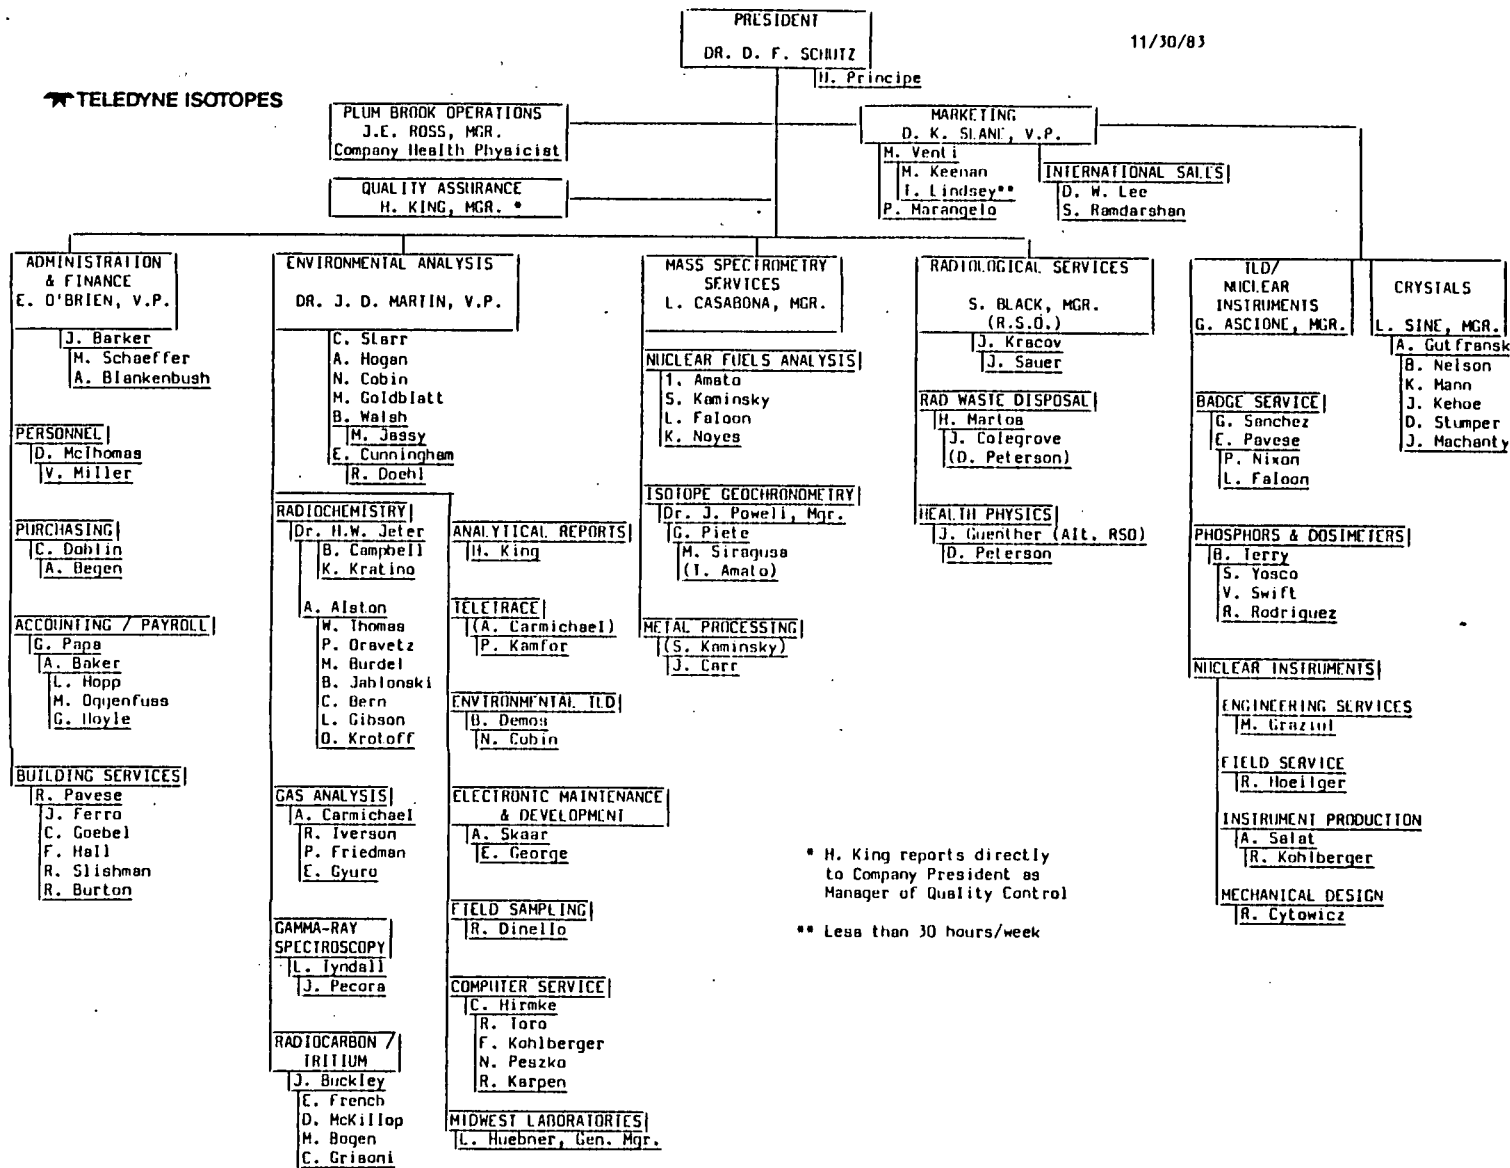 PRESIDENT
DR. D. F. SCHUTZ
H. Principe
11/30/83
TELEDYNE ISOTOPES
PLUM BROOK OPERATIONS
J.E. ROSS, MGR.
Company Health Physicist
MARKETING
D. K. SLANE, V.P.
M. Venti
M. Keenan
T. Lindsey**
P. Marangelo
INTERNATIONAL SALES
D. W. Lee
S. Ramdarshan
QUALITY ASSURANCE
H. KING, MGR. *
ADMINISTRATION
& FINANCE
E. O'BRIEN, V.P.
J. Barker
M. Schaeffer
A. Blankenbush
PERSONNEL
D. McThomas
V. Miller
PURCHASING
C. Doblin
A. Begen
ACCOUNTING / PAYROLL
G. Papa
A. Baker
L. Hopp
M. Oggenfuss
G. Hoyle
BUILDING SERVICES
R. Pavese
J. Ferro
C. Goebel
F. Hall
R. Slishman
R. Burton
ENVIRONMENTAL ANALYSIS
DR. J. D. MARTIN, V.P.
C. Starr
A. Hogan
N. Cobin
M. Goldblatt
B. Walsh
M. Jassy
E. Cunningham
R. Doehl
RADIOCHEMISTRY
Dr. H.W. Jeter
B. Campbell
K. Kratino
A. Alston
W. Thomas
P. Oravetz
M. Burdel
B. Jablonski
C. Bern
L. Gibson
O. Krotoff
GAS ANALYSIS
A. Carmichael
R. Iverson
P. Friedman
E. Gyuro
GAMMA-RAY
SPECTROSCOPY
L. Tyndall
J. Pecora
RADIOCARBON /
TRITIUM
J. Buckley
E. French
D. McKillop
M. Bogen
C. Grisoni
ANALYTICAL REPORTS
H. King
TELETRACE
(A. Carmichael)
P. Kamfor
ENVIRONMENTAL TLD
B. Demos
N. Cobin
ELECTRONIC MAINTENANCE
& DEVELOPMENT
A. Skaar
E. George
FIELD SAMPLING
R. Dinello
COMPUTER SERVICE
C. Hirmke
R. Toro
F. Kohlberger
N. Peszko
R. Karpen
MIDWEST LABORATORIES
L. Huebner, Gen. Mgr.
MASS SPECTROMETRY
SERVICES
L. CASABONA, MGR.
NUCLEAR FUELS ANALYSIS
T. Amato
S. Kaminsky
L. Faloon
K. Noyes
ISOTOPE GEOCHRONOMETRY
Dr. J. Powell, Mgr.
G. Piete
M. Siragusa
(T. Amato)
METAL PROCESSING
(S. Kaminsky)
J. Carr
RADIOLOGICAL SERVICES
S. BLACK, MGR.
(R.S.O.)
J. Kracov
J. Sauer
RAD WASTE DISPOSAL
H. Martos
J. Colegrove
(D. Peterson)
HEALTH PHYSICS
J. Guenther (Alt. RSO)
D. Peterson
TLD/
NUCLEAR
INSTRUMENTS
G. ASCIONE, MGR.
BADGE SERVICE
G. Sanchez
E. Pavese
P. Nixon
L. Faloon
PHOSPHORS & DOSIMETERS
B. Terry
S. Yosco
V. Swift
R. Rodriquez
NUCLEAR INSTRUMENTS
ENGINEERING SERVICES
M. Graziul
FIELD SERVICE
R. Hoeilger
INSTRUMENT PRODUCTION
A. Salat
R. Kohlberger
MECHANICAL DESIGN
R. Cytowicz
CRYSTALS
L. SINE, MGR.
A. Gutfransk
B. Nelson
K. Mann
J. Kehoe
D. Stumper
J. Machanty
* H. King reports directly
to Company President as
Manager of Quality Control
** Less than 30 hours/week